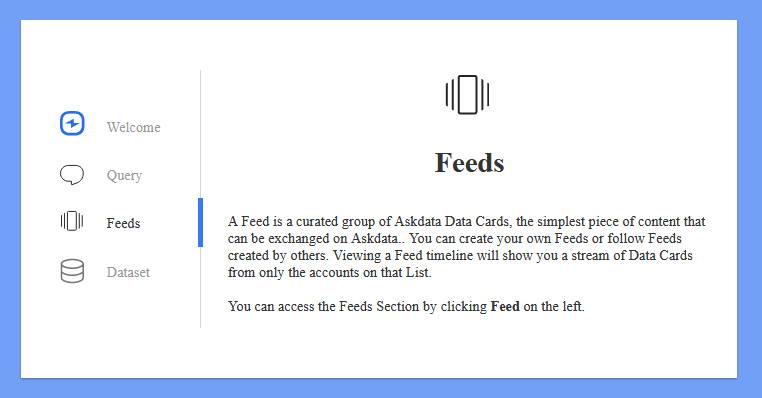 Welcome
Query
Feeds
Dataset
Feeds
A Feed is a curated group of Askdata Data Cards, the simplest piece of content that
can be exchanged on Askdata.. You can create your own Feeds or follow Feeds
created by others. Viewing a Feed timeline will show you a stream of Data Cards
from only the accounts on that List.
You can access the Feeds Section by clicking Feed on the left.